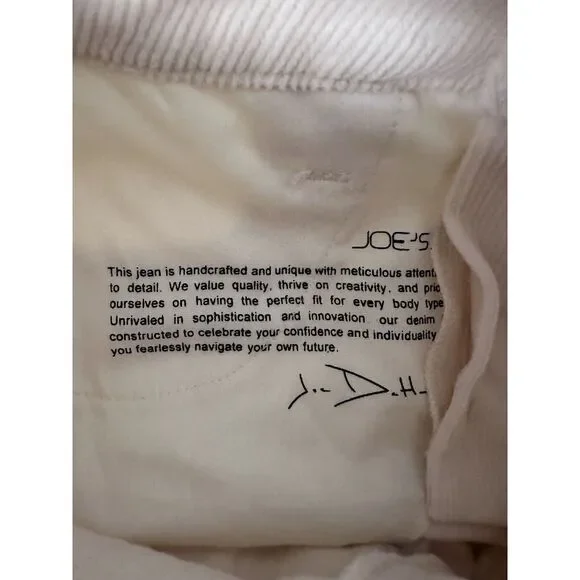 JOE'S.
This jean is handcrafted and unique with meticulous attent
to detail. We value quality, thrive on creativity, and pric
ourselves on having the perfect fit for every body type
Unrivaled in sophistication and innovation our denim
constructed to celebrate your confidence and individuality
you fearlessly navigate your own future.